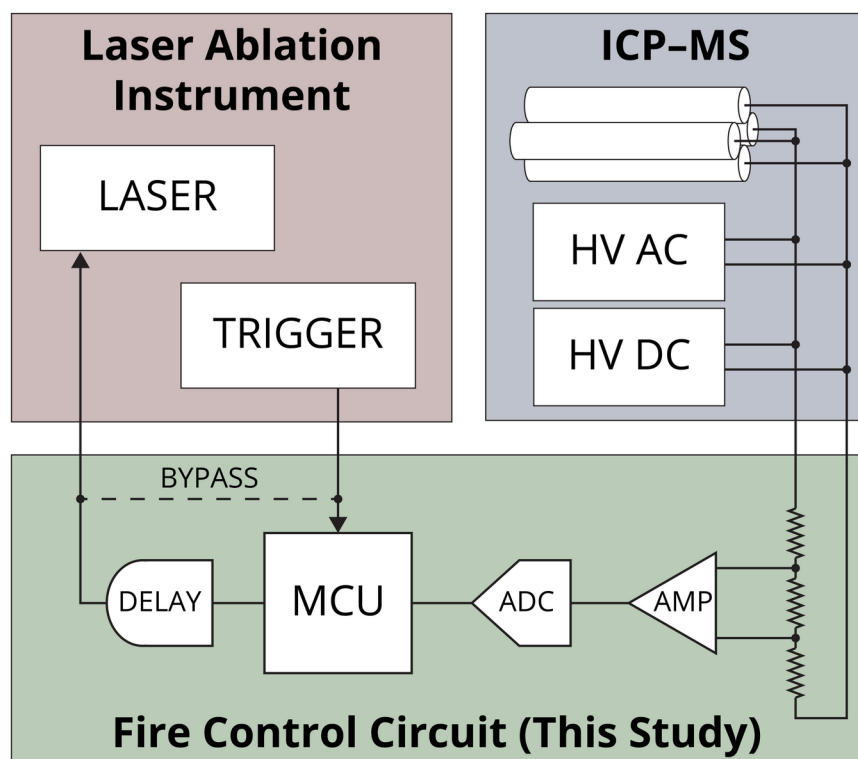 Laser Ablation
Instrument
LASER
TRIGGER
ICP–MS
HV AC
HV DC
BYPASS
DELAY
MCU
ADC
AMP
Fire Control Circuit (This Study)